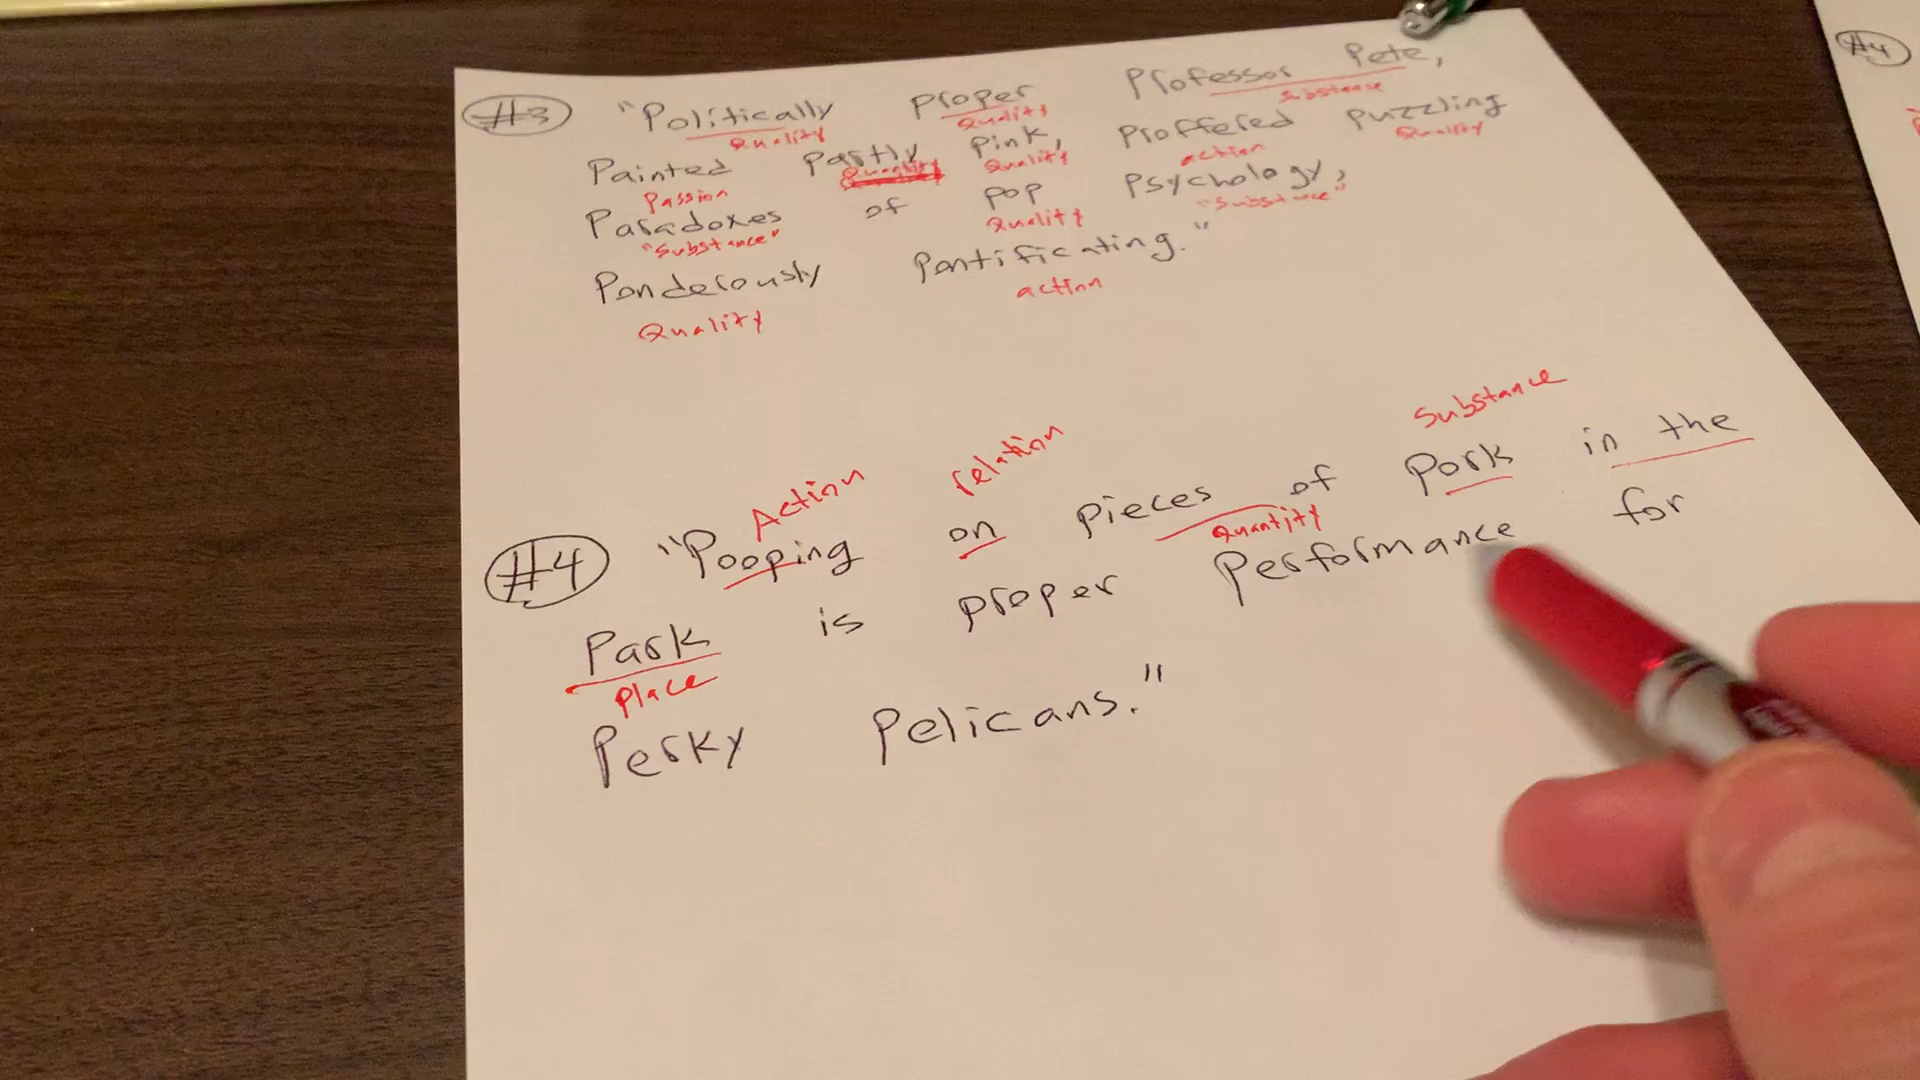 #3 "Politically Proper Professor Pete,
Quality Quality Substance
Painted Partly Pink, Proffered Puzzling
Passion Quantity Quality action Quality
Paradoxes of Pop Psychology,
"Substance" Quality "Substance"
Ponderously Pontificating."
Quality action
Action relation Substance
#4 "Pooping on Pieces of Pork in the
Quantity
Park is proper Performance for
Place
Perky Pelicans."
#4